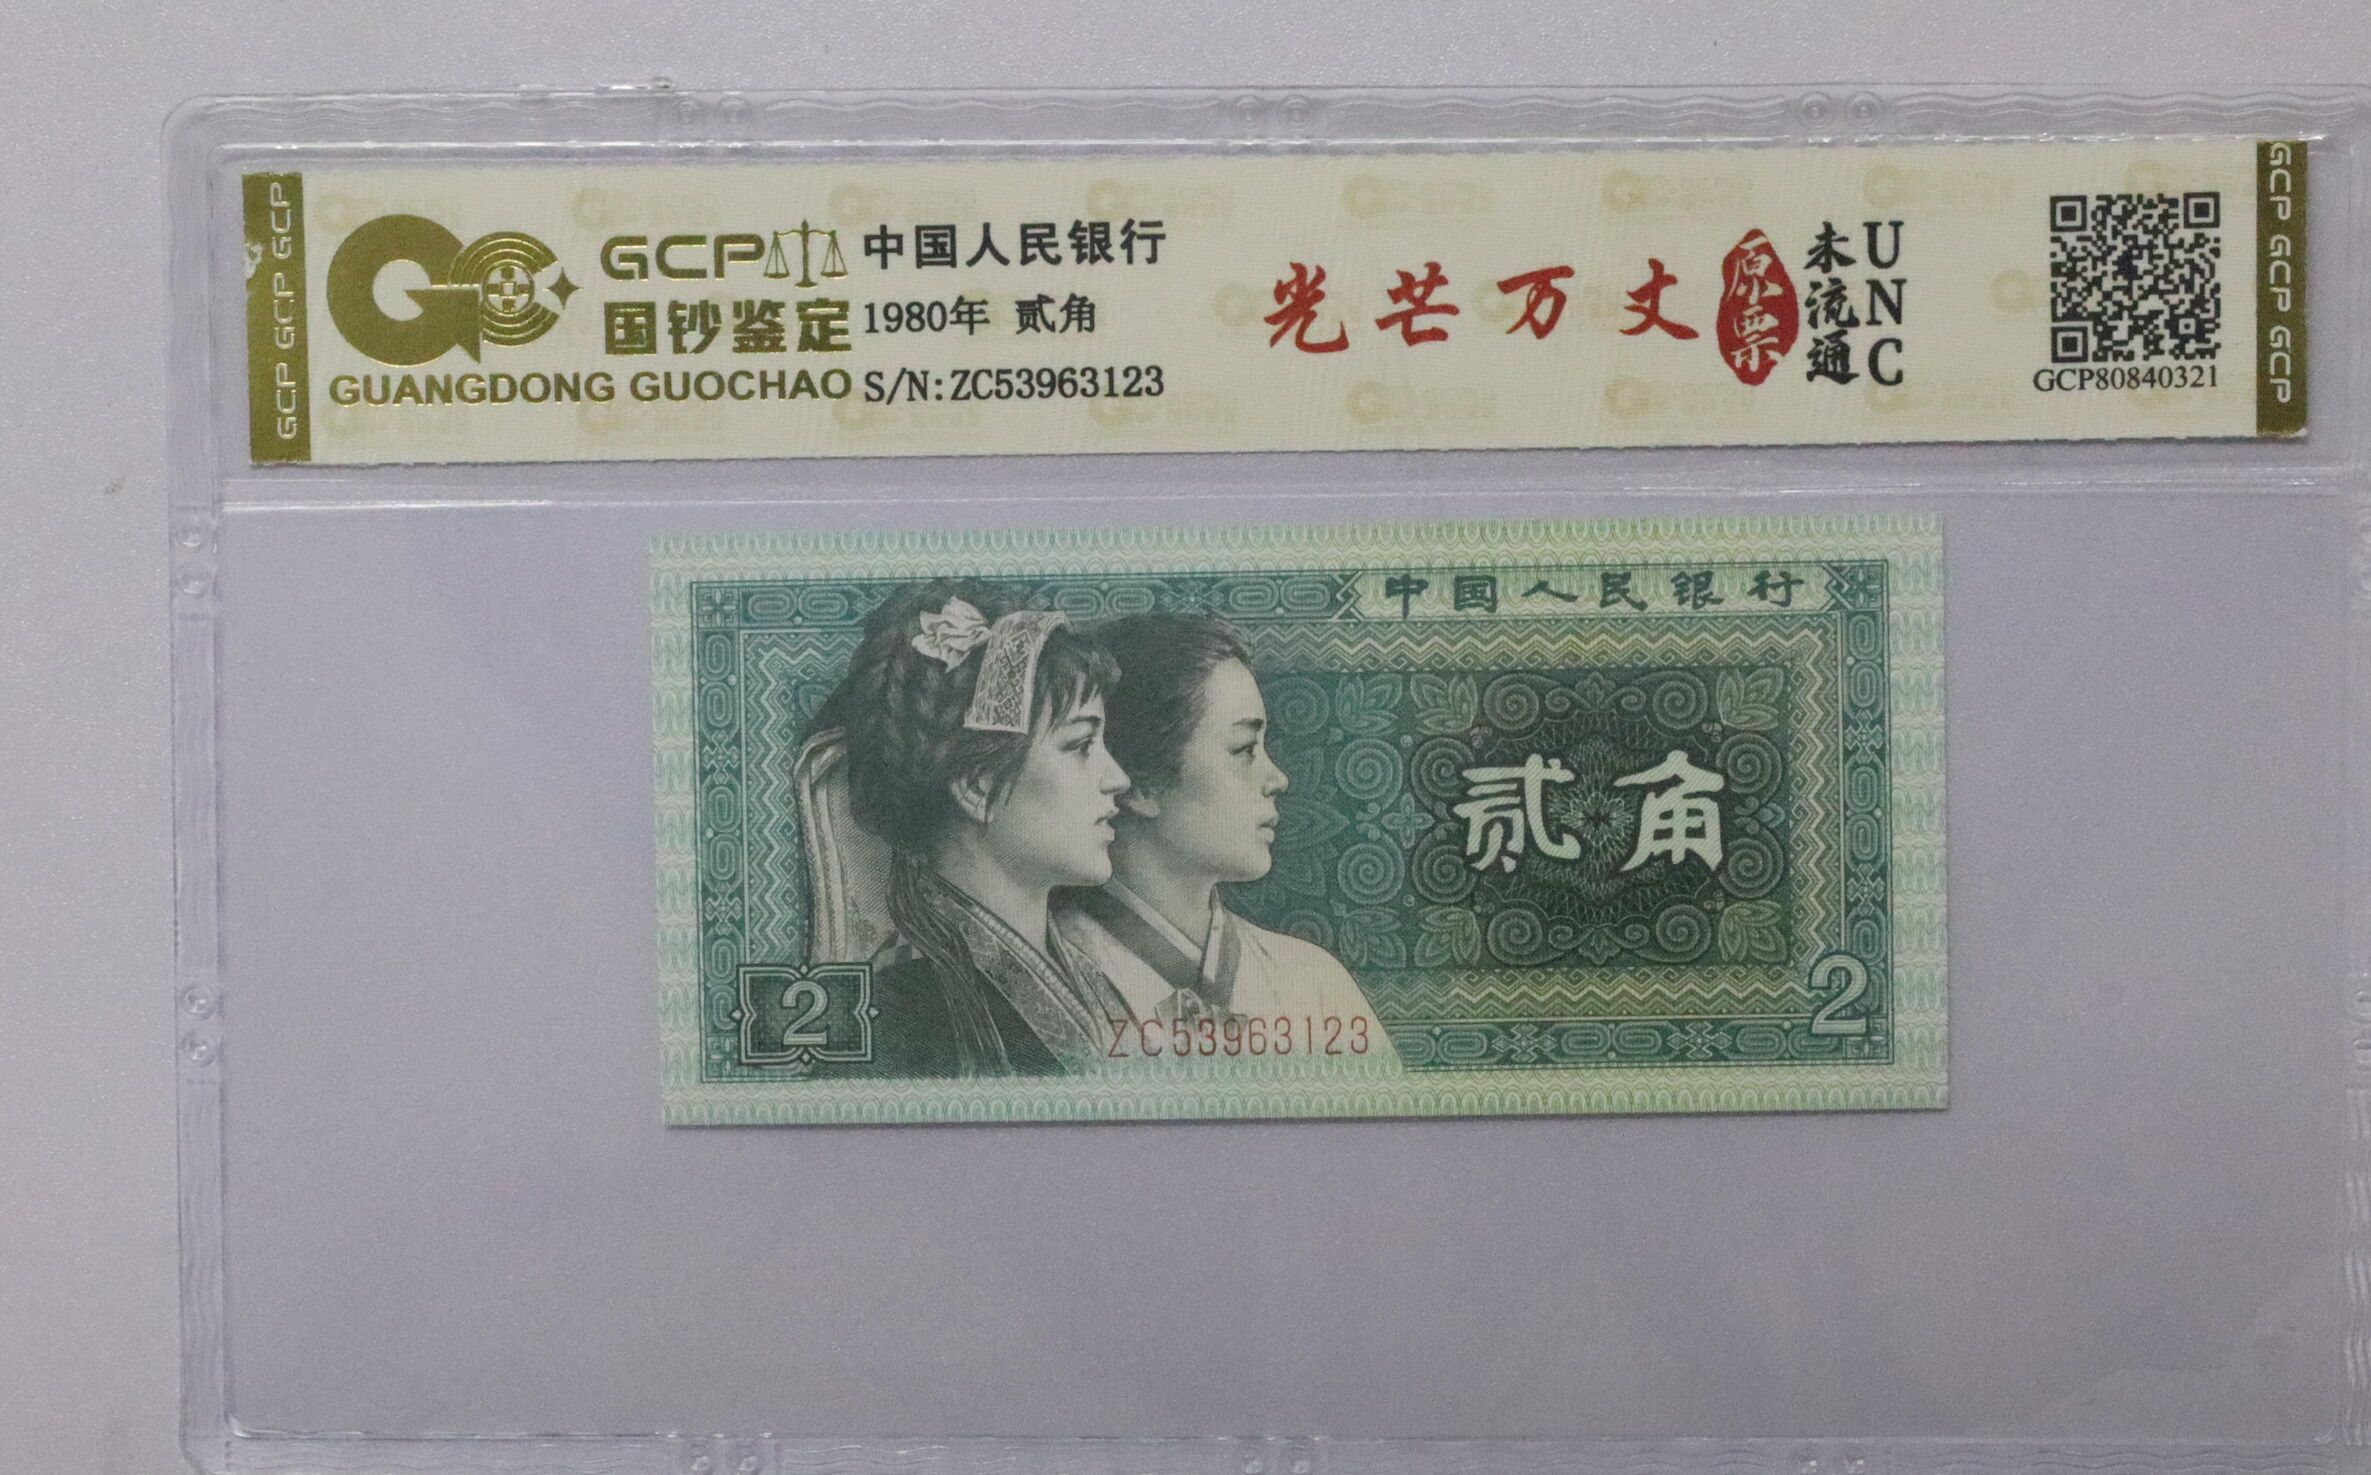 GCP GCP GCP
GCP
国钞鉴定
GUANGDONG GUOCHAO
中国人民银行
1980年 贰角
S/N:ZC53963123
光芒万丈
原票
未流通
UNC
GCP80840321
GCP GCP GCP
中国人民银行
贰角
2
2
ZC53963123